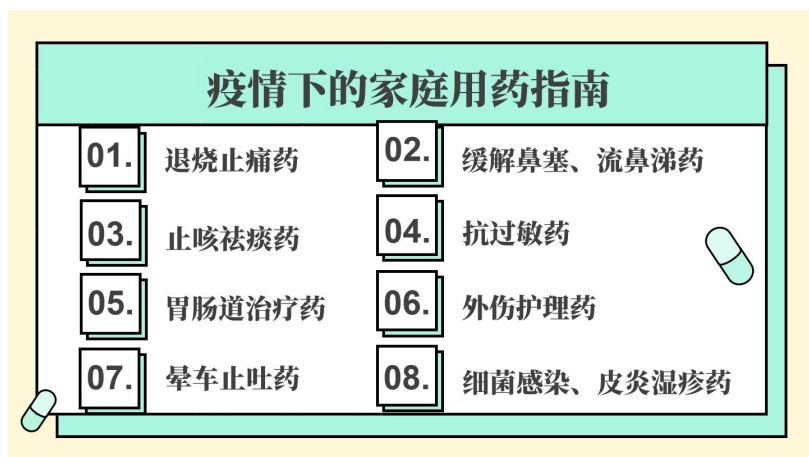 疫情下的家庭用药指南
01. 退烧止痛药
02. 缓解鼻塞、流鼻涕药
03. 止咳祛痰药
04. 抗过敏药
05. 胃肠道治疗药
06. 外伤护理药
07. 晕车止吐药
08. 细菌感染、皮炎湿疹药